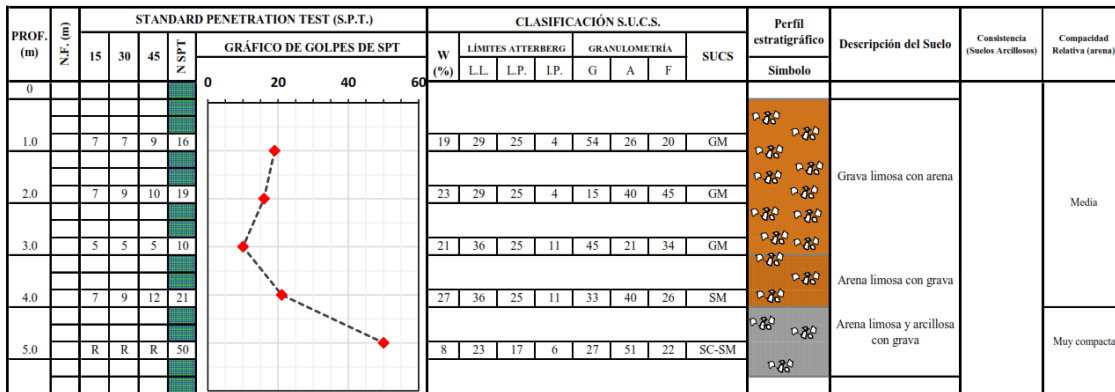 PROF. (m) N.F. (m) STANDARD PENETRATION TEST (S.P.T.) CLASIFICACIÓN S.U.C.S. Perfil estratigráfico Descripción del Suelo Consistencia (Suelos Arcillosos) Compacidad Relativa (arena)
15 30 45 N SPT GRÁFICO DE GOLPES DE SPT W (%) LÍMITES ATTERBERG GRANULOMETRÍA SUCS
L.L. L.P. I.P. G A F Símbolo
0 20 40 60
0
1.0 7 7 9 16 19 29 25 4 54 26 20 GM
Grava limosa con arena
2.0 7 9 10 19 23 29 25 4 15 40 45 GM
Media
3.0 5 5 5 10 21 36 25 11 45 21 34 GM
Arena limosa con grava
4.0 7 9 12 21 27 36 25 11 33 40 26 SM
Arena limosa y arcillosa
con grava
5.0 R R R 50 8 23 17 6 27 51 22 SC-SM
Muy compacta